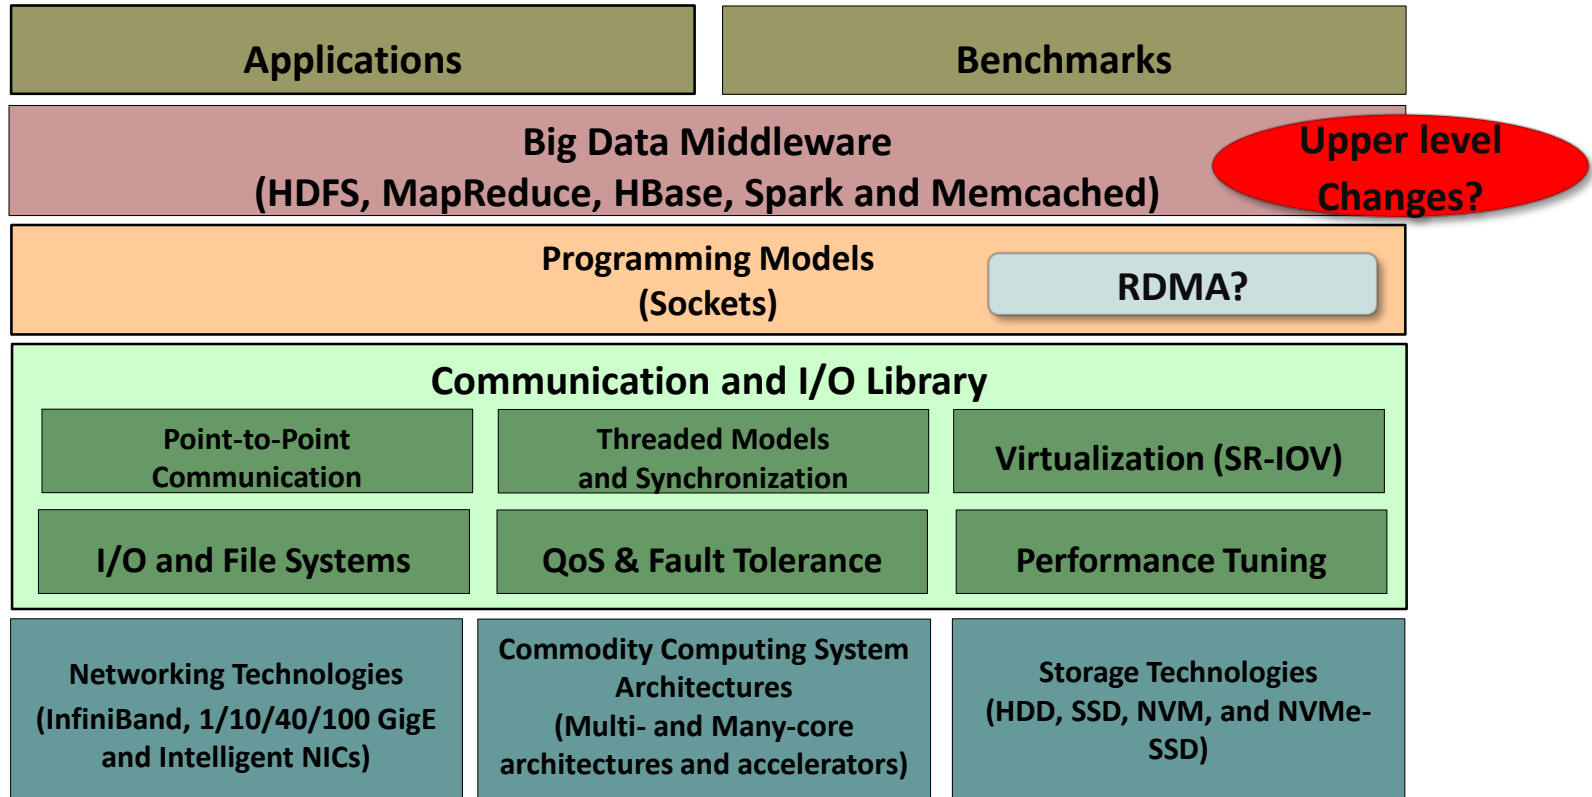 Applications
Benchmarks
Big Data Middleware
(HDFS, MapReduce, HBase, Spark and Memcached)
Upper level
Changes?
Programming Models
(Sockets)
RDMA?
Communication and I/O Library
Point-to-Point
Communication
Threaded Models
and Synchronization
Virtualization (SR-IOV)
I/O and File Systems
QoS & Fault Tolerance
Performance Tuning
Networking Technologies
(InfiniBand, 1/10/40/100 GigE
and Intelligent NICs)
Commodity Computing System
Architectures
(Multi- and Many-core
architectures and accelerators)
Storage Technologies
(HDD, SSD, NVM, and NVMe-
SSD)